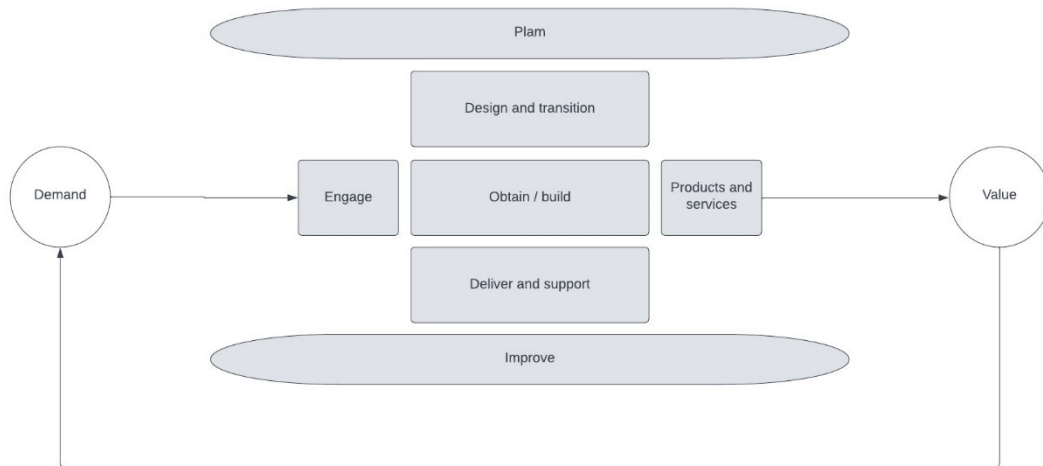 Plam
Design and transition
Demand
Engage
Obtain / build
Products and
services
Value
Deliver and support
Improve